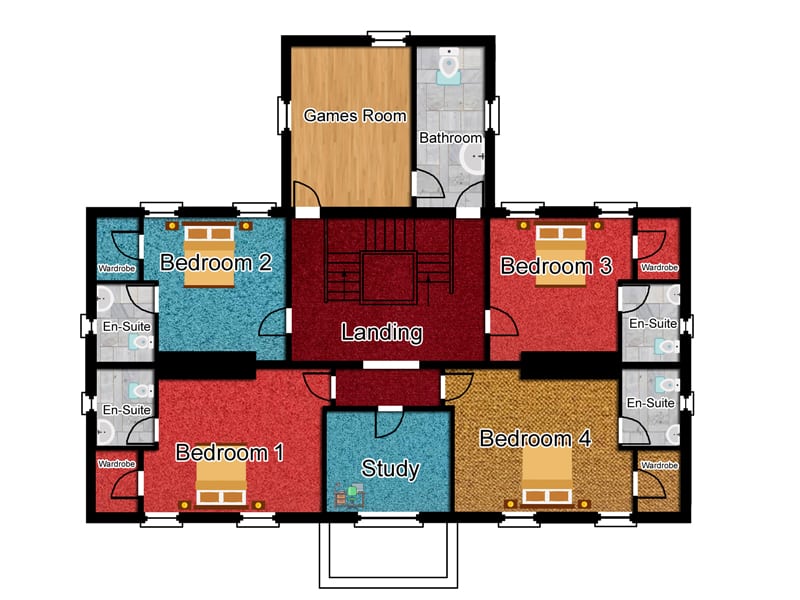 Games Room
Bathroom
Bedroom 2
Bedroom 3
Wardrobe
Wardrobe
En-Suite
En-Suite
Landing
En-Suite
En-Suite
Bedroom 1
Bedroom 4
Study
Wardrobe
Wardrobe